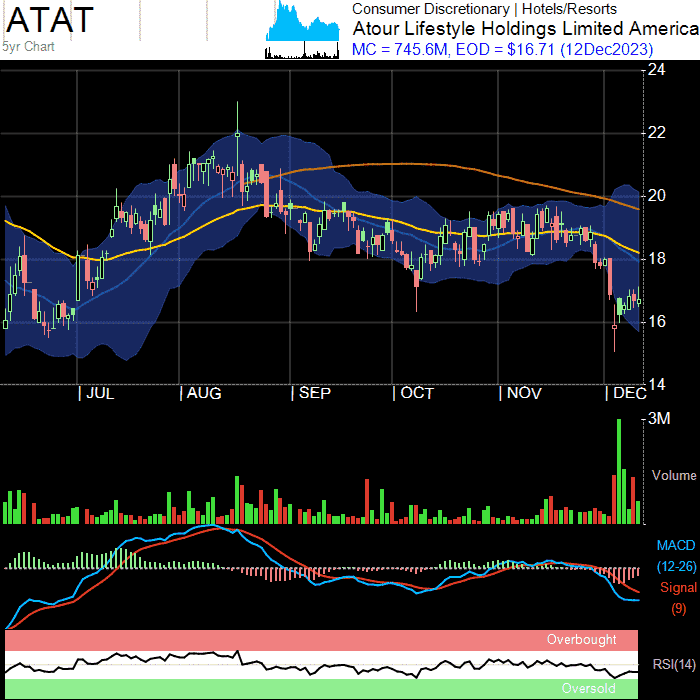 ATAT
5yr Chart
Consumer Discretionary | Hotels/Resorts
Atour Lifestyle Holdings Limited America
MC = 745.6M, EOD = $16.71 (12Dec2023)
24
22
20
18
16
14
| JUL | AUG | SEP | OCT | NOV | DEC
3M
Volume
MACD
(12-26)
Signal
(9)
Overbought
RSI(14)
Oversold